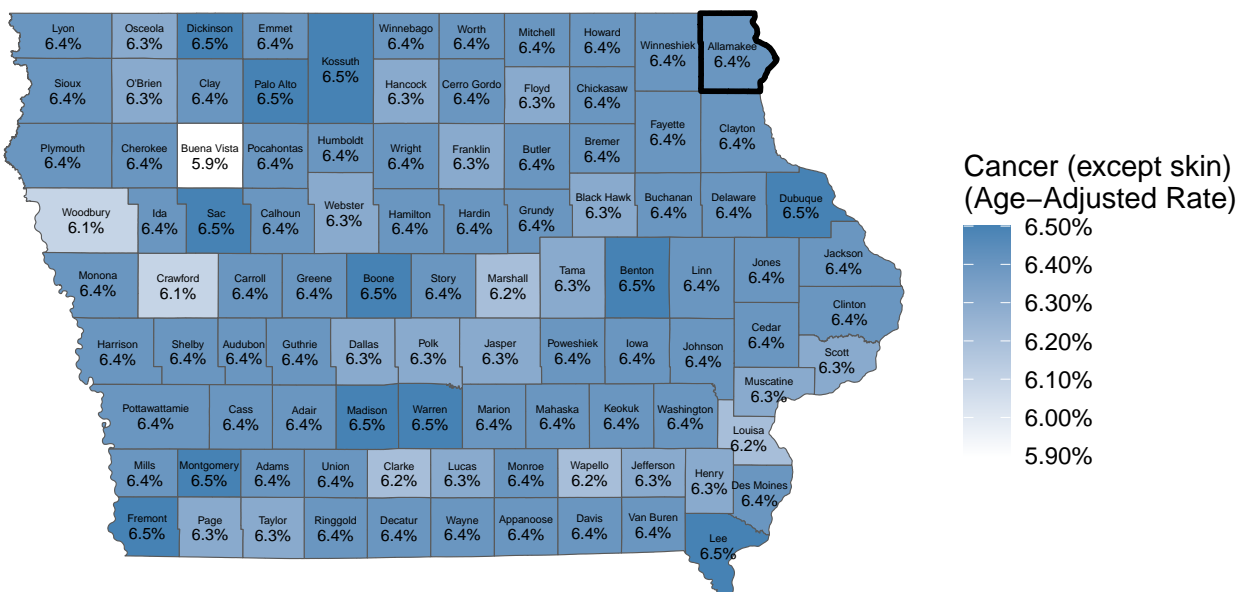 Lyon
6.4%
Osceola
6.3%
Dickinson
6.5%
Emmet
6.4%
Kossuth
6.5%
Winnebago
6.4%
Worth
6.4%
Mitchell
6.4%
Howard
6.4%
Winneshiek
6.4%
Allamakee
6.4%
Sioux
6.4%
O'Brien
6.3%
Clay
6.4%
Palo Alto
6.5%
Hancock
6.3%
Cerro Gordo
6.4%
Floyd
6.3%
Chickasaw
6.4%
Plymouth
6.4%
Cherokee
6.4%
Buena Vista
5.9%
Pocahontas
6.4%
Humboldt
6.4%
Wright
6.4%
Franklin
6.3%
Butler
6.4%
Bremer
6.4%
Fayette
6.4%
Clayton
6.4%
Woodbury
6.1%
Ida
6.4%
Sac
6.5%
Calhoun
6.4%
Webster
6.3%
Hamilton
6.4%
Hardin
6.4%
Grundy
6.4%
Black Hawk
6.3%
Buchanan
6.4%
Delaware
6.4%
Dubuque
6.5%
Monona
6.4%
Crawford
6.1%
Carroll
6.4%
Greene
6.4%
Boone
6.5%
Story
6.4%
Marshall
6.2%
Tama
6.3%
Benton
6.5%
Linn
6.4%
Jones
6.4%
Jackson
6.4%
Clinton
6.4%
Harrison
6.4%
Shelby
6.4%
Audubon
6.4%
Guthrie
6.4%
Dallas
6.3%
Polk
6.3%
Jasper
6.3%
Poweshiek
6.4%
Iowa
6.4%
Johnson
6.4%
Cedar
6.4%
Scott
6.3%
Muscatine
6.3%
Pottawattamie
6.4%
Cass
6.4%
Adair
6.4%
Madison
6.5%
Warren
6.5%
Marion
6.4%
Mahaska
6.4%
Keokuk
6.4%
Washington
6.4%
Louisa
6.2%
Mills
6.4%
Montgomery
6.5%
Adams
6.4%
Union
6.4%
Clarke
6.2%
Lucas
6.3%
Monroe
6.4%
Wapello
6.2%
Jefferson
6.3%
Henry
6.3%
Des Moines
6.4%
Fremont
6.5%
Page
6.3%
Taylor
6.3%
Ringgold
6.4%
Decatur
6.4%
Wayne
6.4%
Appanoose
6.4%
Davis
6.4%
Van Buren
6.4%
Lee
6.5%
Cancer (except skin)
(Age−Adjusted Rate)
6.50%
6.40%
6.30%
6.20%
6.10%
6.00%
5.90%